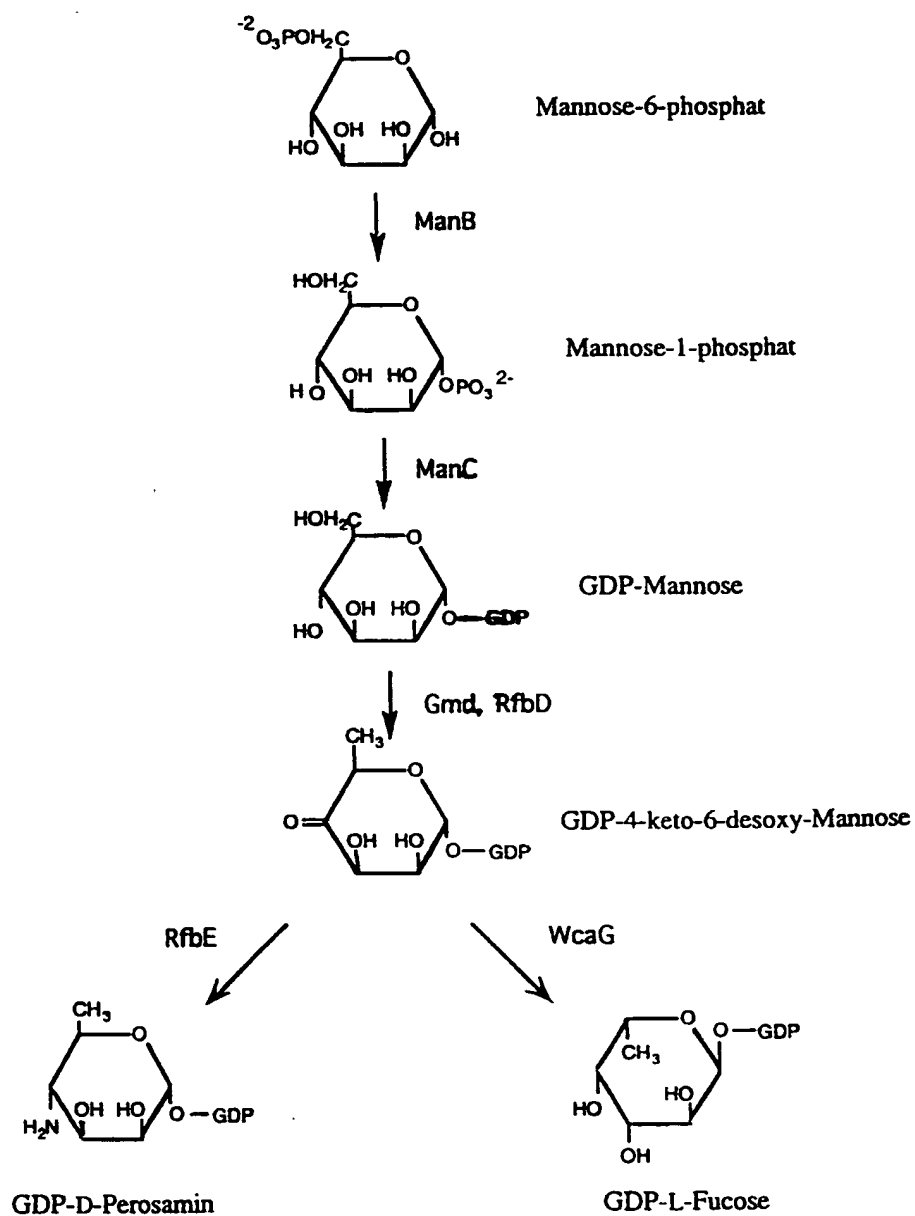 -2O3POH2C
O
OH HO
HO OH
Mannose-6-phosphat
ManB
HOH2C
O
OH HO
HO OPO3 2-
Mannose-1-phosphat
ManC
HOH2C
O
OH HO
HO O—GDP
GDP-Mannose
Gmd, RfbD
CH3
O
O=
OH HO
O—GDP
GDP-4-keto-6-desoxy-Mannose
RfbE WcaG
CH3
O
OH HO
H2N O—GDP
GDP-D-Perosamin
O O—GDP
CH3
HO
HO
OH
GDP-L-Fucose